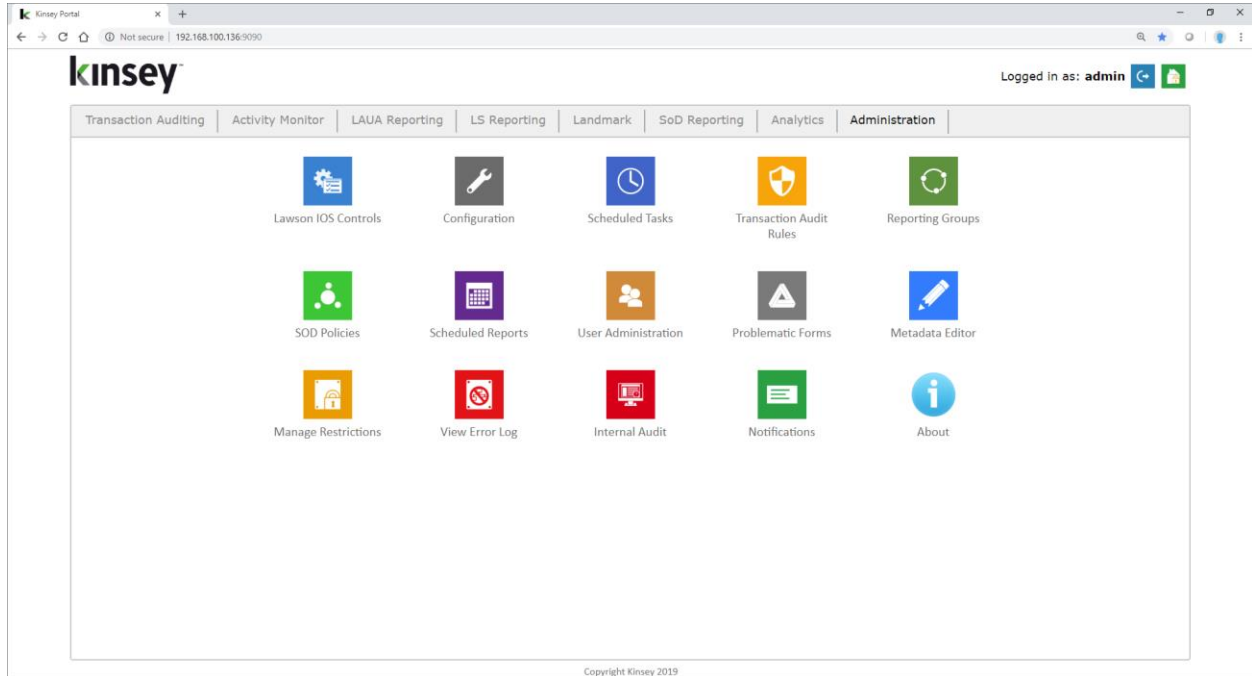 Kinsey Portal
Not secure | 192.168.100.136:9090
kinsey
Logged in as: admin
Transaction Auditing
Activity Monitor
LAUA Reporting
LS Reporting
Landmark
SoD Reporting
Analytics
Administration
Lawson IOS Controls
Configuration
Scheduled Tasks
Transaction Audit
Rules
Reporting Groups
SOD Policies
Scheduled Reports
User Administration
Problematic Forms
Metadata Editor
Manage Restrictions
View Error Log
Internal Audit
Notifications
About
Copyright Kinsey 2019